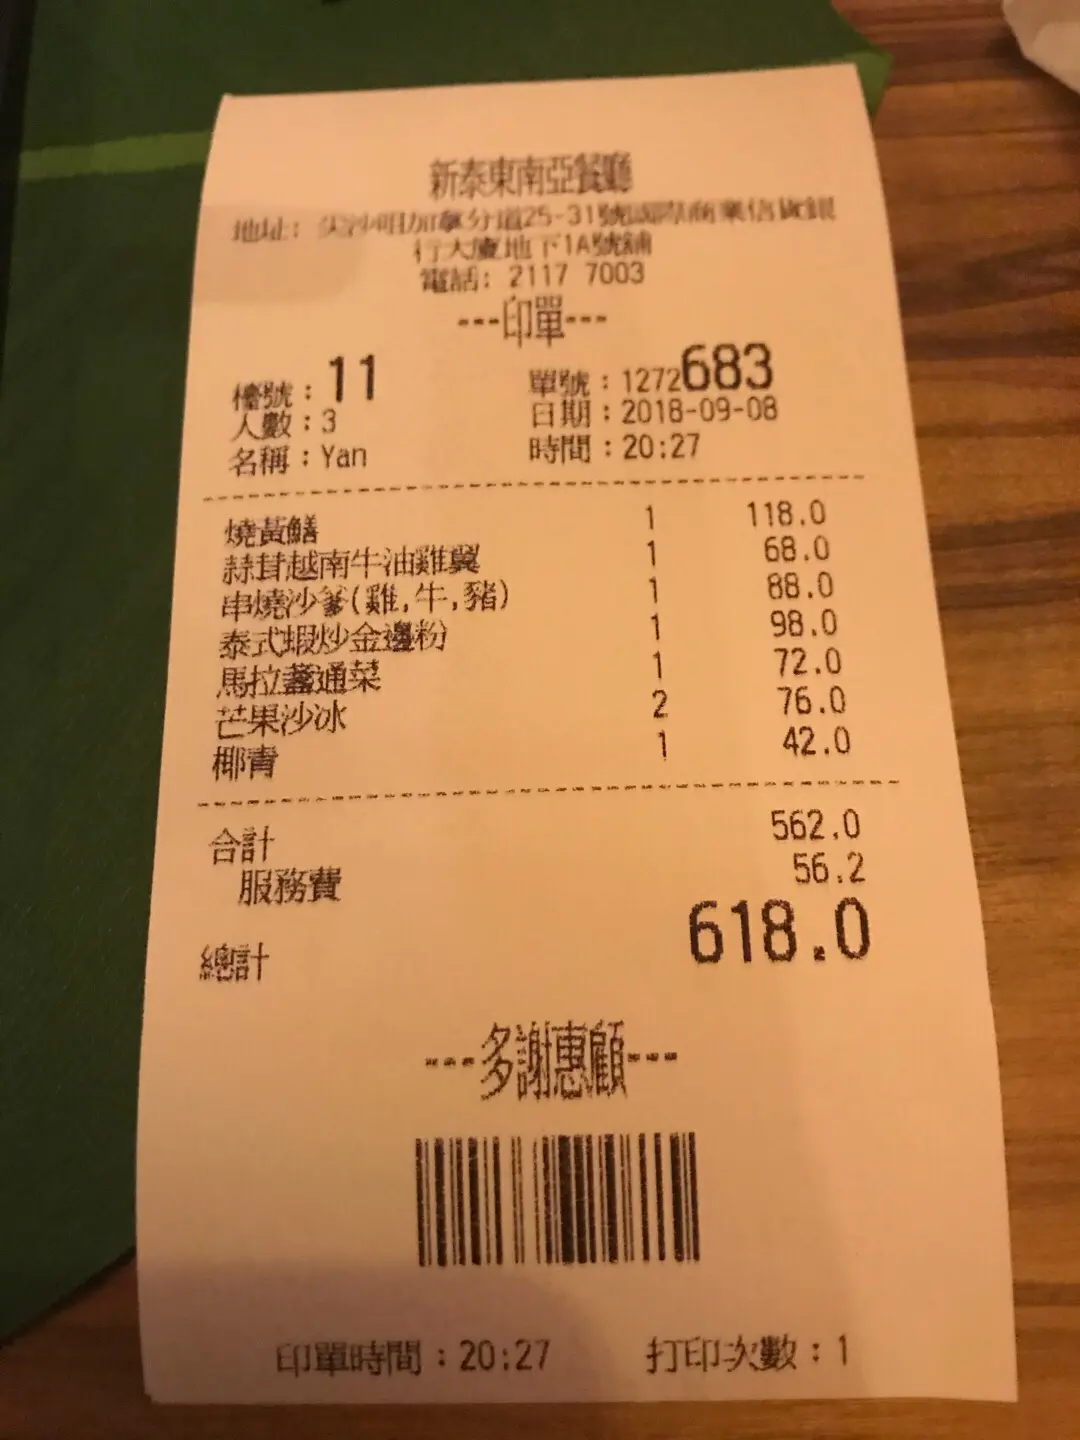 新泰東南亞餐廳
地址: 尖沙咀加拿分道25-31號國際商業信貸銀
行大廈地下1A號舖
電話: 2117 7003
---印單---
檯號：11 單號：1272683
人數：3 日期：2018-09-08
名稱：Yan 時間：20:27
燒黃鱔 1 118.0
蒜茸越南牛油雞翼 1 68.0
串燒沙爹(雞,牛,豬) 1 88.0
泰式蝦炒金邊粉 1 98.0
馬拉盞通菜 1 72.0
芒果沙冰 2 76.0
椰青 1 42.0
合計 562.0
服務費 56.2
總計 618.0
---多謝惠顧---
印單時間：20:27 打印次數：1